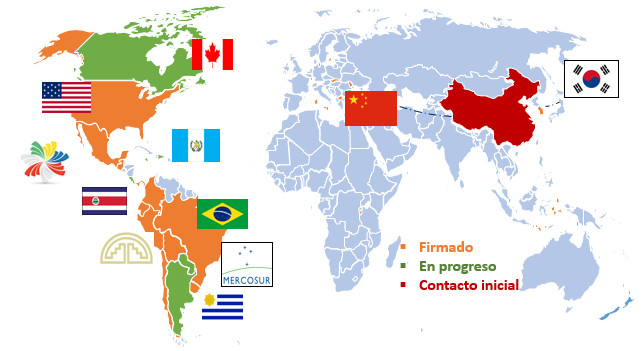 MERCOSUR
Firmado
En progreso
Contacto inicial